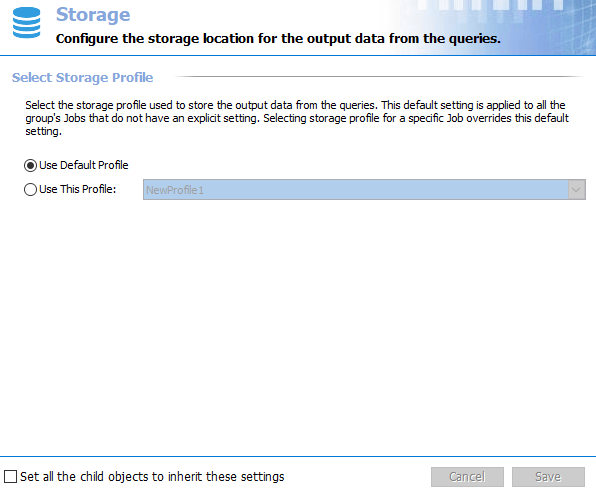 Storage
Configure the storage location for the output data from the queries.
Select Storage Profile
Select the storage profile used to store the output data from the queries. This default setting is applied to all the
group's Jobs that do not have an explicit setting. Selecting storage profile for a specific Job overrides this default
setting.
Use Default Profile
Use This Profile: NewProfile1
Set all the child objects to inherit these settings Cancel Save